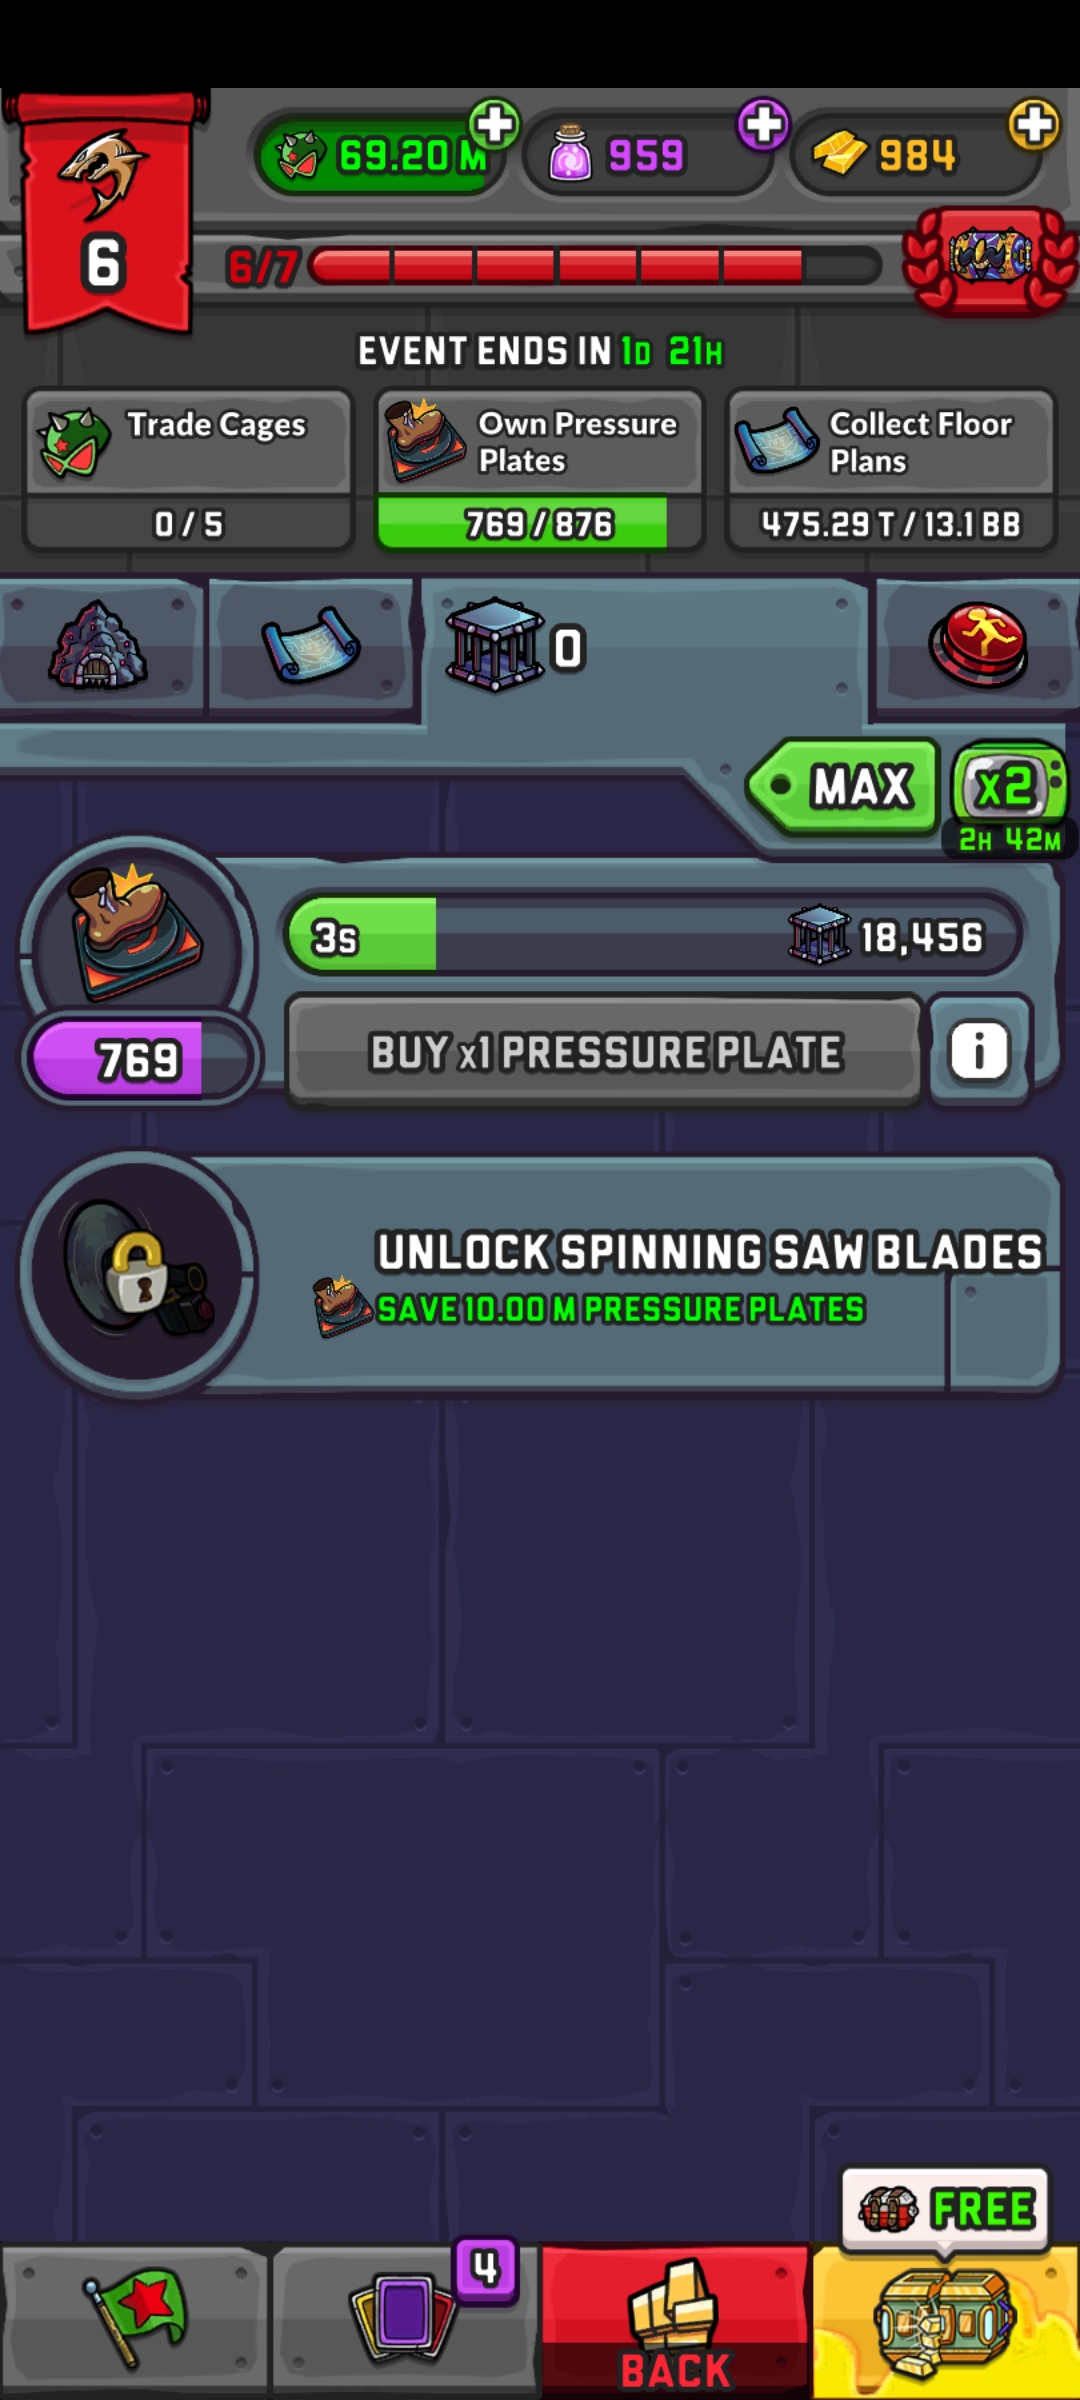 69.20 M
959
984
6
6/7
EVENT ENDS IN 1D 21H
Trade Cages
0 / 5
Own Pressure
Plates
769 / 876
Collect Floor
Plans
475.29 T / 13.1 BB
0
MAX
x2
2H 42M
3s
18,456
769
BUY x1 PRESSURE PLATE
i
UNLOCK SPINNING SAW BLADES
SAVE 10.00 M PRESSURE PLATES
FREE
4
BACK